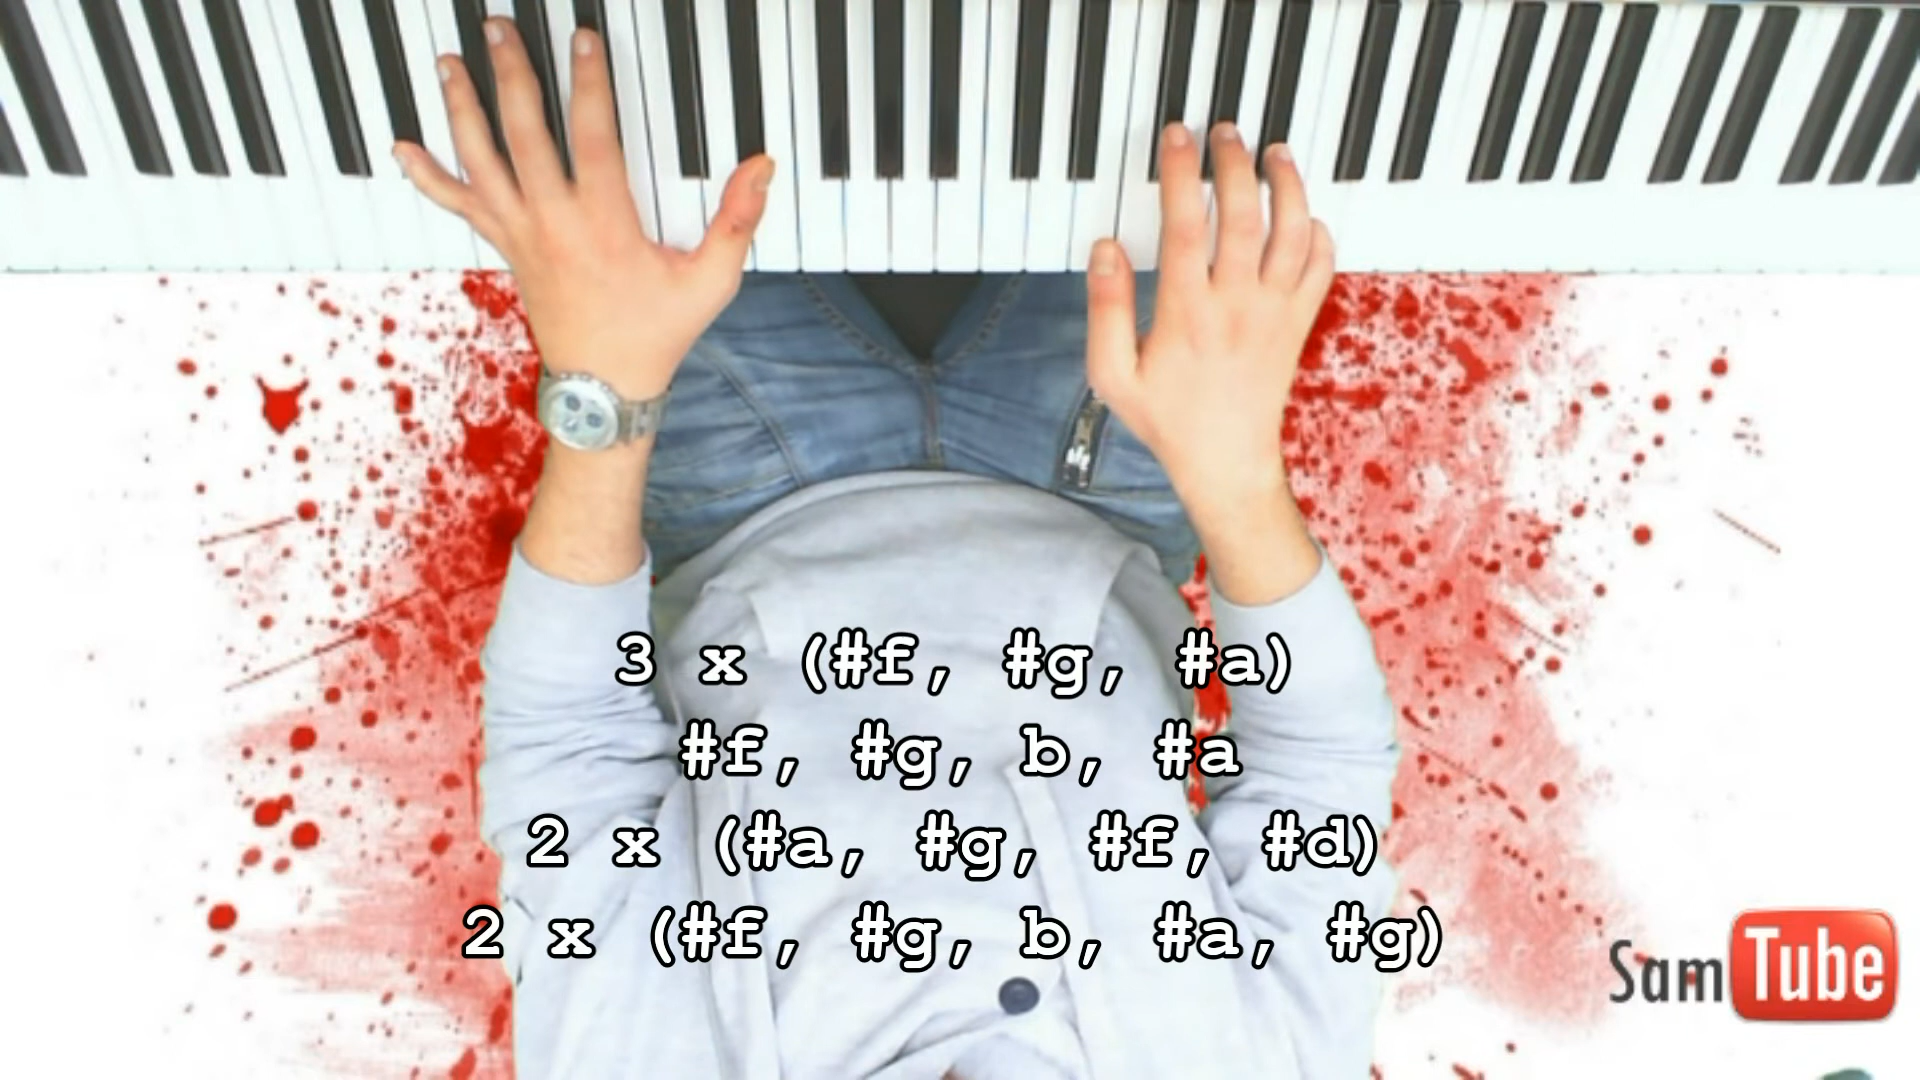 3 x (#f, #g, #a)
#f, #g, b, #a
2 x (#a, #g, #f, #d)
2 x (#f, #g, b, #a, #g)
SamTube